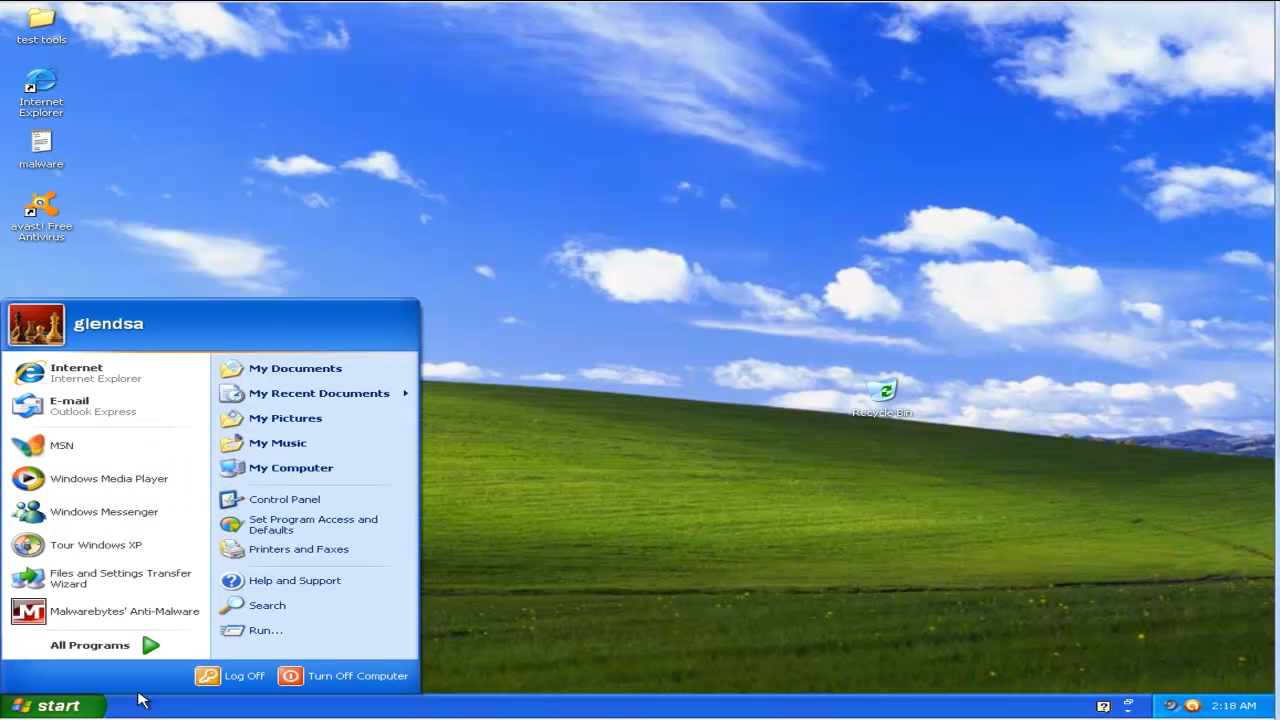 test tools
Internet
Explorer
malware
avast! Free
Antivirus
Recycle Bin
glendsa
Internet
Internet Explorer
E-mail
Outlook Express
MSN
Windows Media Player
Windows Messenger
Tour Windows XP
Files and Settings Transfer
Wizard
Malwarebytes' Anti-Malware
All Programs
My Documents
My Recent Documents
My Pictures
My Music
My Computer
Control Panel
Set Program Access and
Defaults
Printers and Faxes
Help and Support
Search
Run...
Log Off
Turn Off Computer
start
2:18 AM